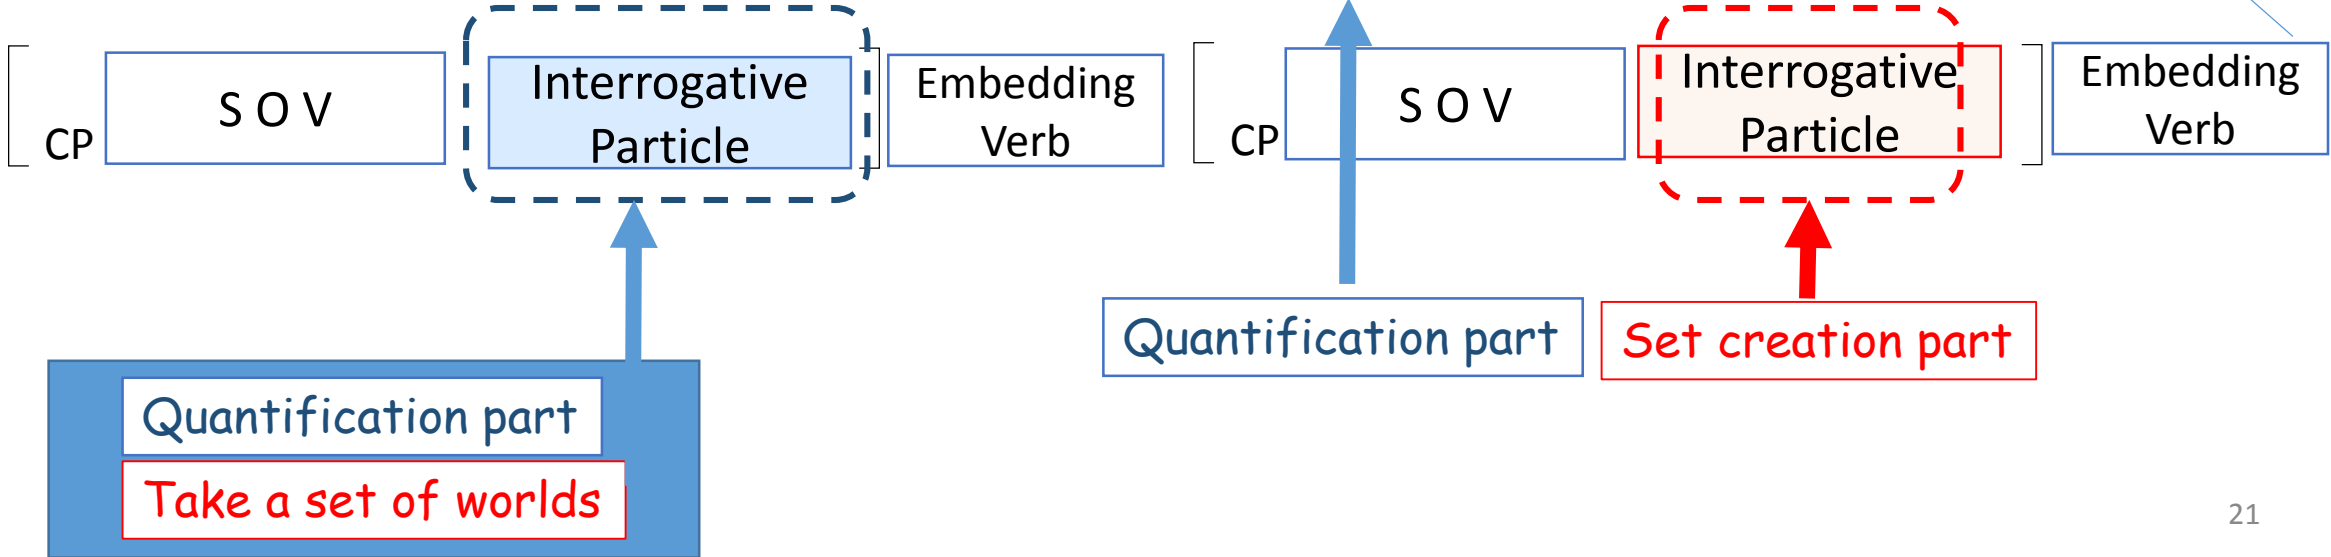 CP
S O V
Interrogative
Particle
Embedding
Verb
CP
S O V
Interrogative
Particle
Embedding
Verb
Quantification part
Take a set of worlds
Quantification part
Set creation part
21